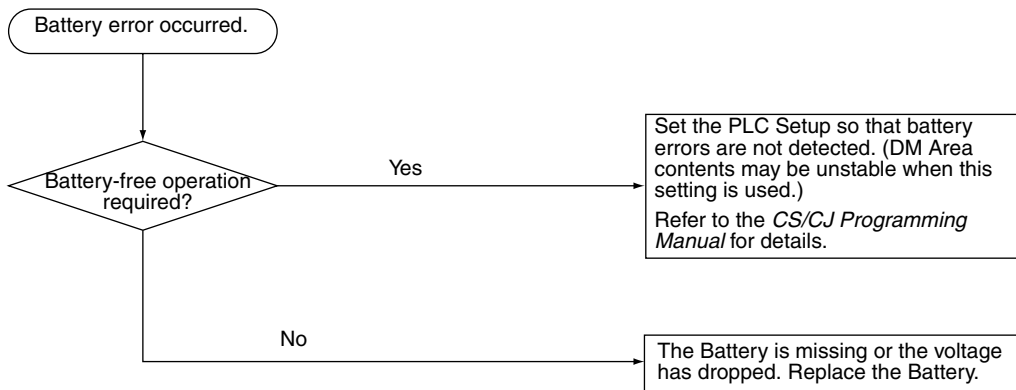 Battery error occurred.
Battery-free operation
required?
Yes
Set the PLC Setup so that battery
errors are not detected. (DM Area
contents may be unstable when this
setting is used.)
Refer to the CS/CJ Programming
Manual for details.
No
The Battery is missing or the voltage
has dropped. Replace the Battery.